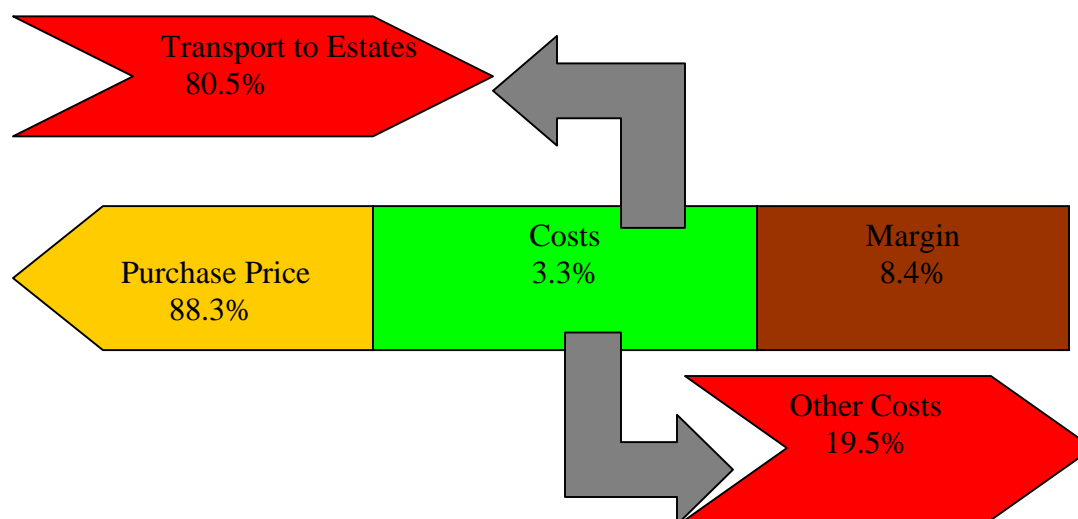 Transport to Estates
80.5%
Costs
3.3%
Margin
8.4%
Purchase Price
88.3%
Other Costs
19.5%